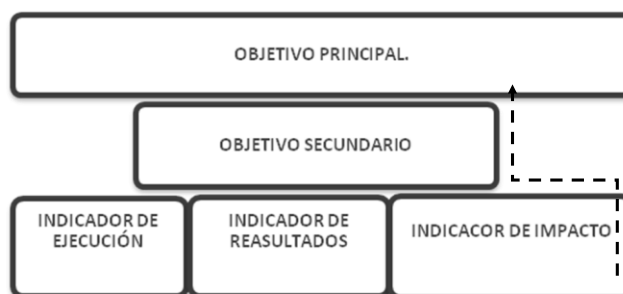 OBJETIVO PRINCIPAL.
OBJETIVO SECUNDARIO
INDICADOR DE
EJECUCIÓN
INDICADOR DE
REASULTADOS
INDICACOR DE IMPACTO